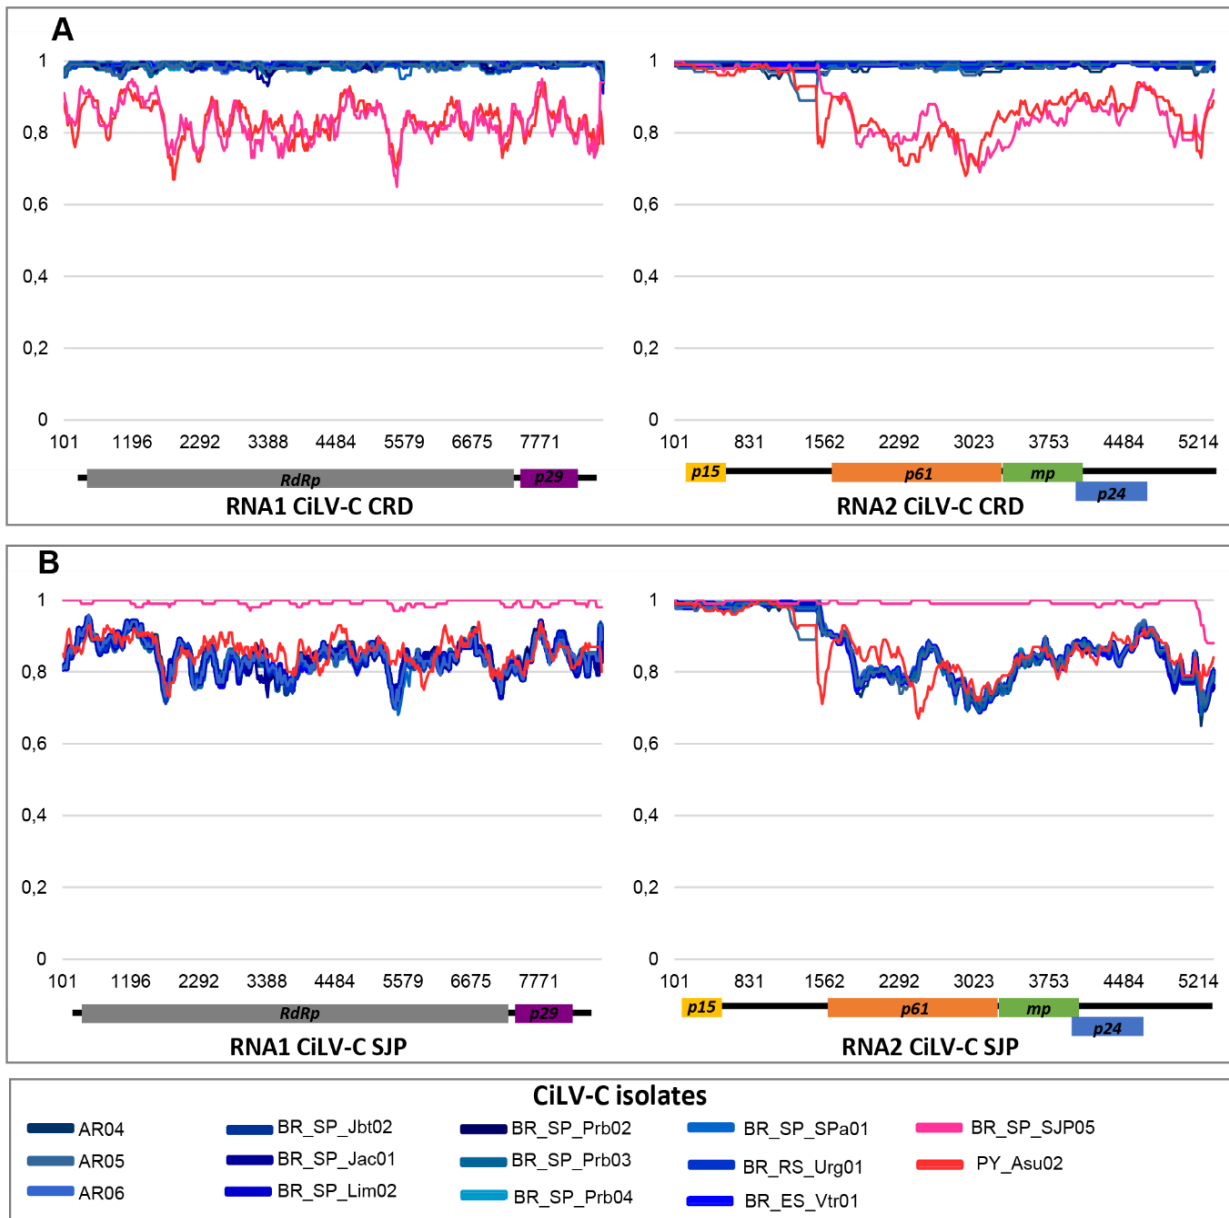 A
1
0,8
0,6
0,4
0,2
0
101 1196 2292 3388 4484 5579 6675 7771
RdRp p29
RNA1 CiLV-C CRD
1
0,8
0,6
0,4
0,2
0
101 831 1562 2292 3023 3753 4484 5214
p15 p61 mp
p24
RNA2 CiLV-C CRD
B
1
0,8
0,6
0,4
0,2
0
101 1196 2292 3388 4484 5579 6675 7771
RdRp p29
RNA1 CiLV-C SJP
1
0,8
0,6
0,4
0,2
0
101 831 1562 2292 3023 3753 4484 5214
p15 p61 mp
p24
RNA2 CiLV-C SJP
CiLV-C isolates
AR04 BR_SP_Jbt02 BR_SP_Prb02 BR_SP_SPa01 BR_SP_SJP05
AR05 BR_SP_Jac01 BR_SP_Prb03 BR_RS_Urg01 PY_Asu02
AR06 BR_SP_Lim02 BR_SP_Prb04 BR_ES_Vtr01